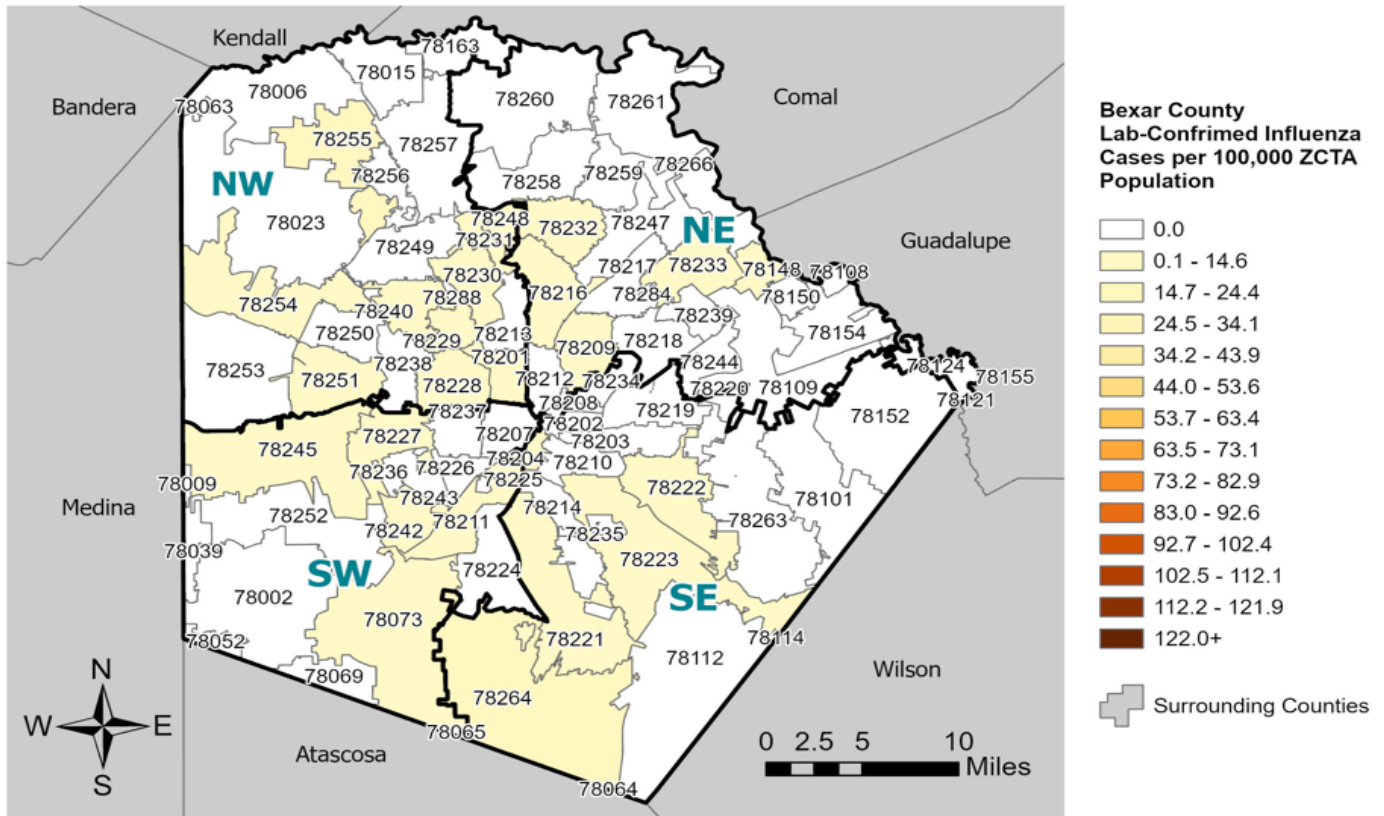 Kendall
78163
78015
Bandera
78006
78063
78260
78261
Comal
78255
78257
78256
78266
78259
78258
NW
78023
78248
78232
78247
NE
78231
78249
Guadalupe
78217
78233
78148
78108
78230
78254
78288
78216
78284
78150
78240
78239
78154
78250
78229
78213
78218
78238
78201
78209
78244
78253
78251
78228
78212
78234
78220
78109
78124
78155
78121
78208
78237
78219
78152
78202
78227
78207
78203
78245
78204
78210
78236
78226
78225
78009
78222
78243
78101
Medina
78252
78211
78214
78263
78242
78235
78039
78223
78224
SW
SE
78002
78073
78052
78221
78114
78112
78069
78264
Wilson
78065
Atascosa
78064
N
W
E
S
0 2.5 5 10
Miles
Bexar County
Lab-Confrimed Influenza
Cases per 100,000 ZCTA
Population
0.0
0.1 - 14.6
14.7 - 24.4
24.5 - 34.1
34.2 - 43.9
44.0 - 53.6
53.7 - 63.4
63.5 - 73.1
73.2 - 82.9
83.0 - 92.6
92.7 - 102.4
102.5 - 112.1
112.2 - 121.9
122.0+
Surrounding Counties